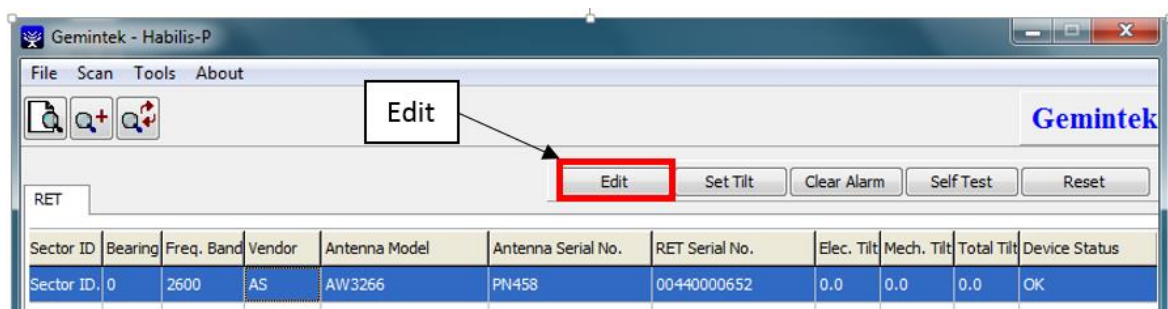 Gemintek - Habilis-P
File Scan Tools About
Edit
Gemintek
Edit Set Tilt Clear Alarm Self Test Reset
RET
Sector ID Bearing Freq. Band Vendor Antenna Model Antenna Serial No. RET Serial No. Elec. Tilt Mech. Tilt Total Tilt Device Status
Sector ID. 0 2600 AS AW3266 PN458 00440000652 0.0 0.0 0.0 OK